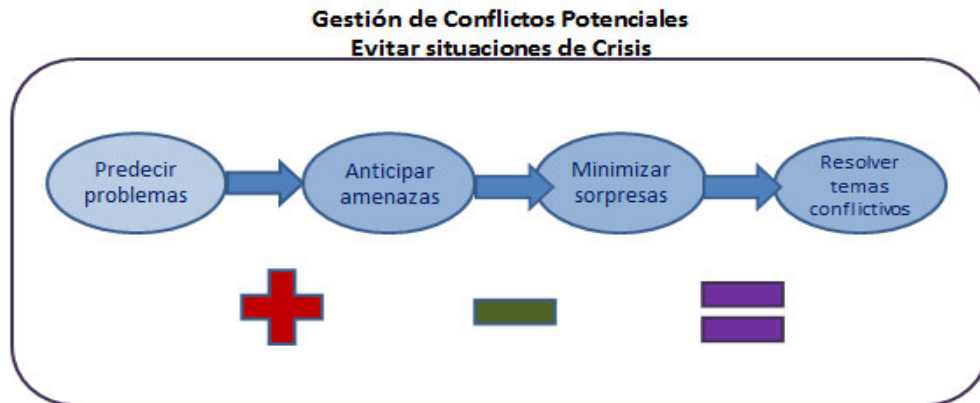 Gestión de Conflictos Potenciales
Evitar situaciones de Crisis
Predecir
problemas
Anticipar
amenazas
Minimizar
sorpresas
Resolver
temas
conflictivos